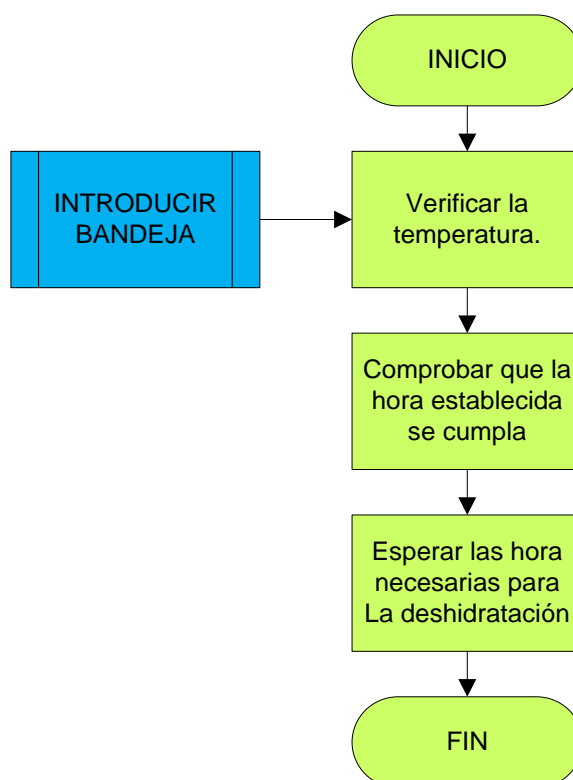 INICIO
INTRODUCIR
BANDEJA
Verificar la
temperatura.
Comprobar que la
hora establecida
se cumpla
Esperar las hora
necesarias para
La deshidratación
FIN